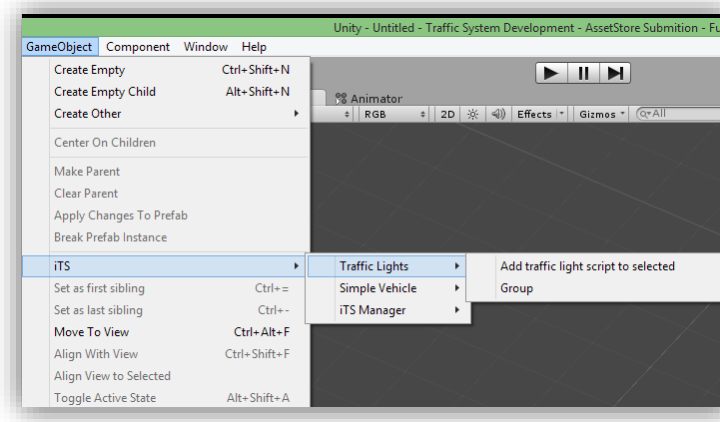 Unity - Untitled - Traffic System Development - AssetStore Submition - Fu
GameObject Component Window Help
Create Empty Ctrl+Shift+N
Create Empty Child Alt+Shift+N
Create Other
Center On Children
Make Parent
Clear Parent
Apply Changes To Prefab
Break Prefab Instance
iTS
Set as first sibling Ctrl+=
Set as last sibling Ctrl+-
Move To View Ctrl+Alt+F
Align With View Ctrl+Shift+F
Align View to Selected
Toggle Active State Alt+Shift+A
Animator
RGB 2D Effects Gizmos All
Traffic Lights
Simple Vehicle
iTS Manager
Add traffic light script to selected
Group